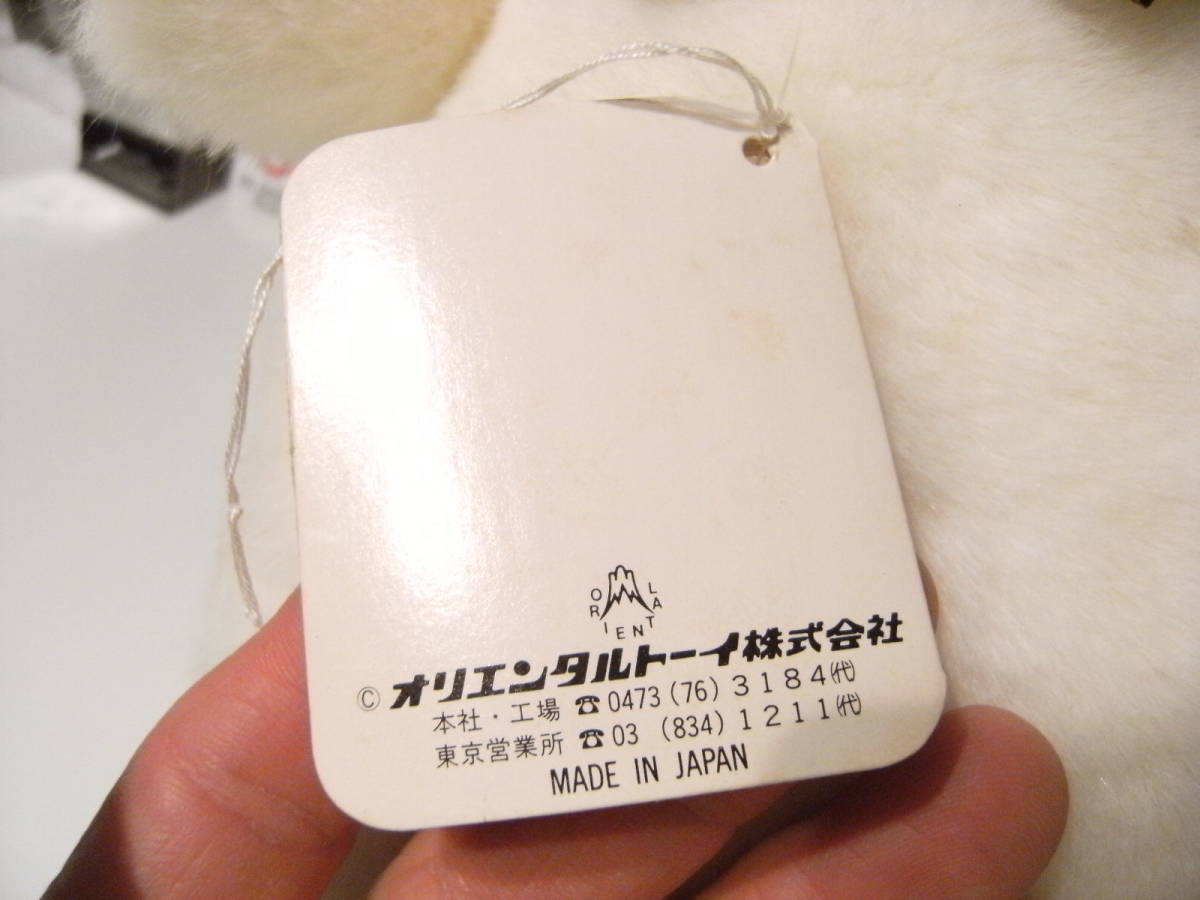 ORIENTAL
© オリエンタルトーイ株式会社
本社・工場 ☎ 0473 (76) 3184㈹
東京営業所 ☎ 03 (834) 1211㈹
MADE IN JAPAN